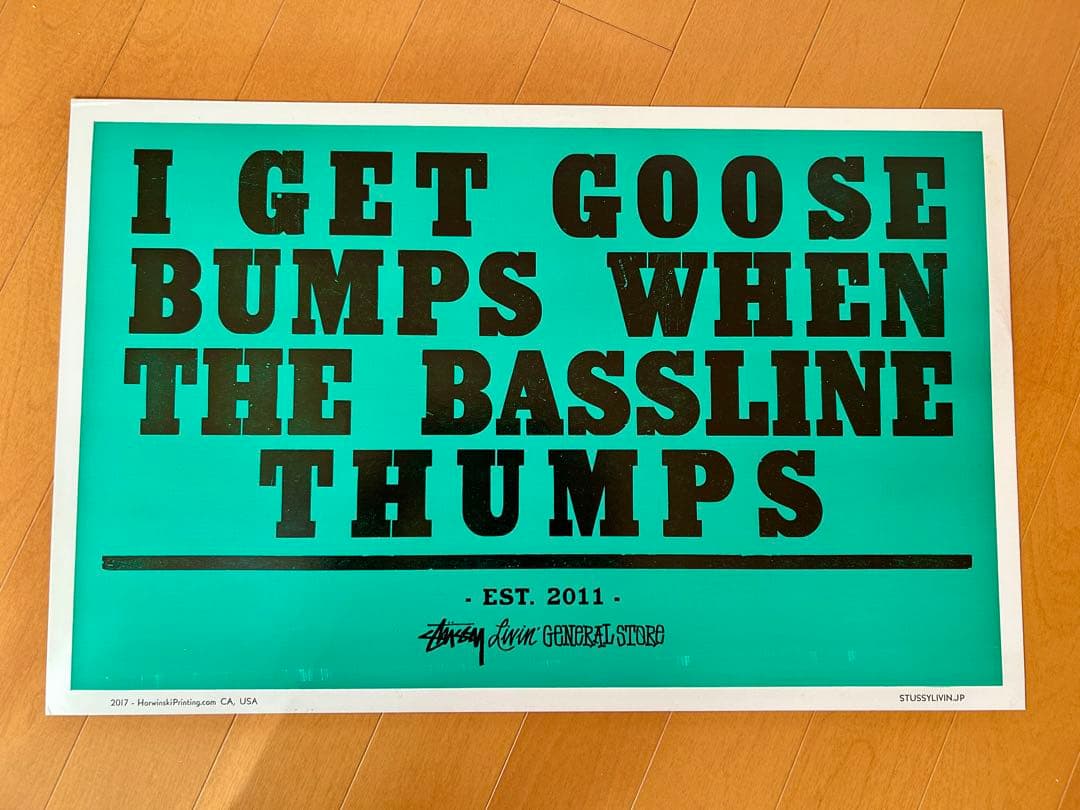 I GET GOOSE
BUMPS WHEN
THE BASSLINE
THUMPS
- EST. 2011 -
stüssy Livin' GENERAL STORE
2017 - HorwinskiPrinting.com CA, USA
STUSSYLIVIN.JP